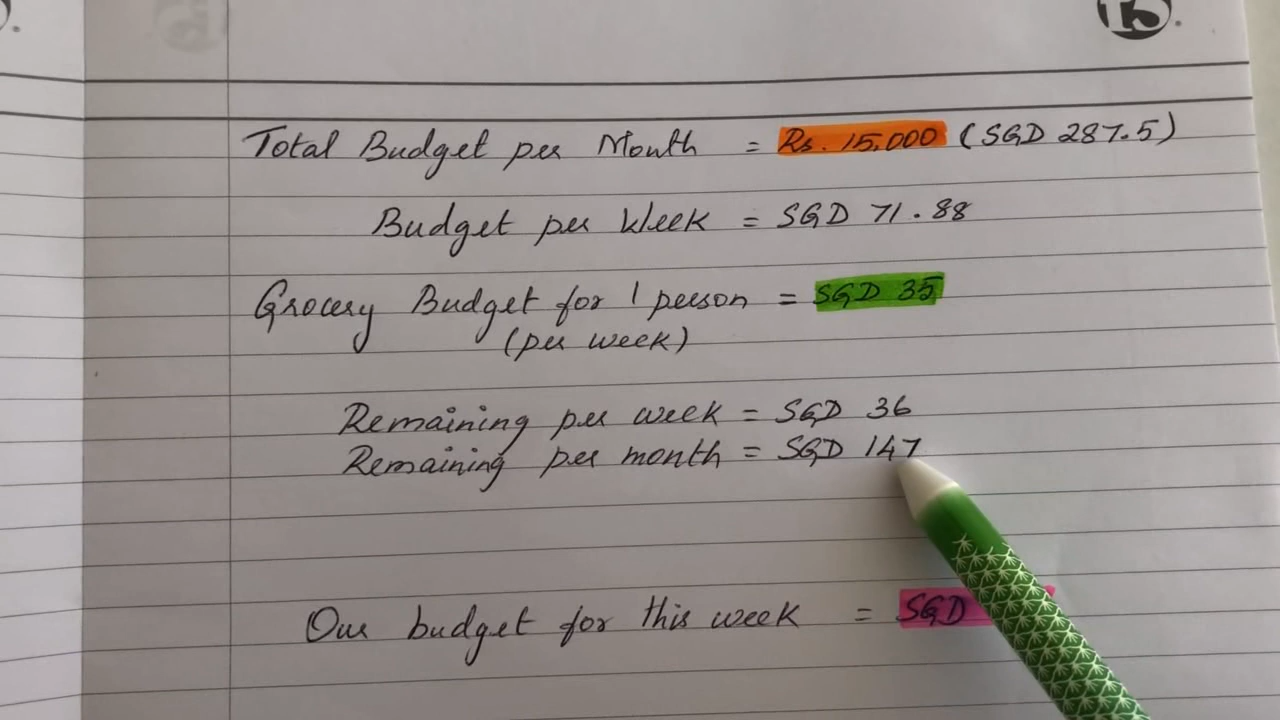 15.
Total Budget per Month = Rs. 15,000 (SGD 287.5)
Budget per Week = SGD 71.88
Grocery Budget for 1 person = SGD 35
(per week)
Remaining per week = SGD 36
Remaining per month = SGD 147
Our budget for this week = SGD